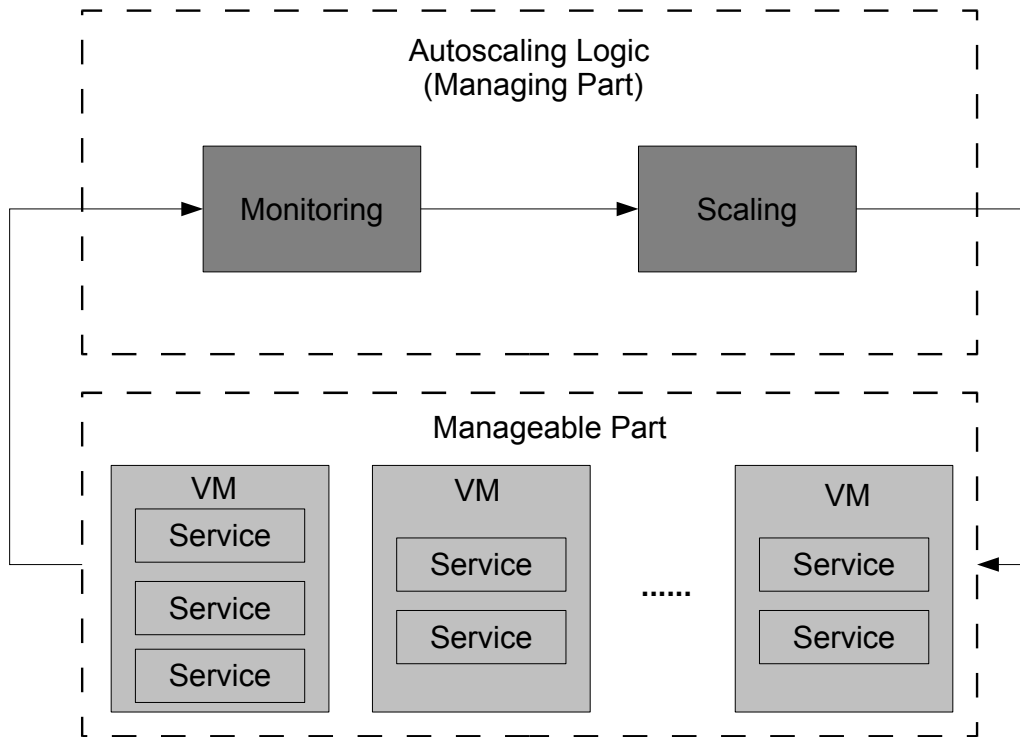 Autoscaling Logic
(Managing Part)
Monitoring
Scaling
Manageable Part
VM
Service
Service
Service
VM
Service
Service
......
VM
Service
Service